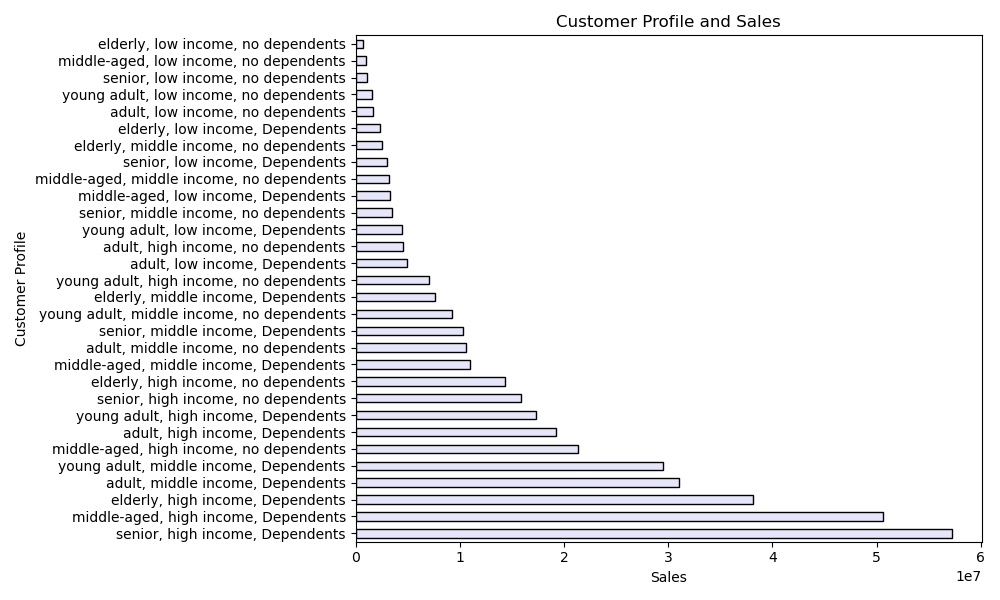 Customer Profile and Sales
Customer Profile
elderly, low income, no dependents
middle-aged, low income, no dependents
senior, low income, no dependents
young adult, low income, no dependents
adult, low income, no dependents
elderly, low income, Dependents
elderly, middle income, no dependents
senior, low income, Dependents
middle-aged, middle income, no dependents
middle-aged, low income, Dependents
senior, middle income, no dependents
young adult, low income, Dependents
adult, high income, no dependents
adult, low income, Dependents
young adult, high income, no dependents
elderly, middle income, Dependents
young adult, middle income, no dependents
senior, middle income, Dependents
adult, middle income, no dependents
middle-aged, middle income, Dependents
elderly, high income, no dependents
senior, high income, no dependents
young adult, high income, Dependents
adult, high income, Dependents
middle-aged, high income, no dependents
young adult, middle income, Dependents
adult, middle income, Dependents
elderly, high income, Dependents
middle-aged, high income, Dependents
senior, high income, Dependents
0 1 2 3 4 5 6
1e7
Sales